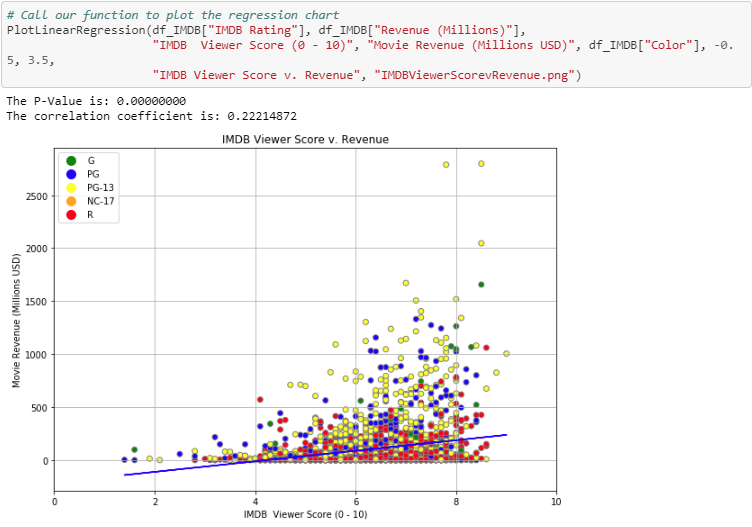 # Call our function to plot the regression chart
PlotLinearRegression(df_IMDB["IMDB Rating"], df_IMDB["Revenue (Millions)"],
"IMDB  Viewer Score (0 - 10)", "Movie Revenue (Millions USD)", df_IMDB["Color"], -0.
5, 3.5,
"IMDB Viewer Score v. Revenue", "IMDBViewerScorevRevenue.png")
The P-Value is: 0.00000000
The correlation coefficient is: 0.22214872
IMDB Viewer Score v. Revenue
G
PG
PG-13
NC-17
R
2500
2000
1500
1000
500
0
Movie Revenue (Millions USD)
0 2 4 6 8 10
IMDB  Viewer Score (0 - 10)